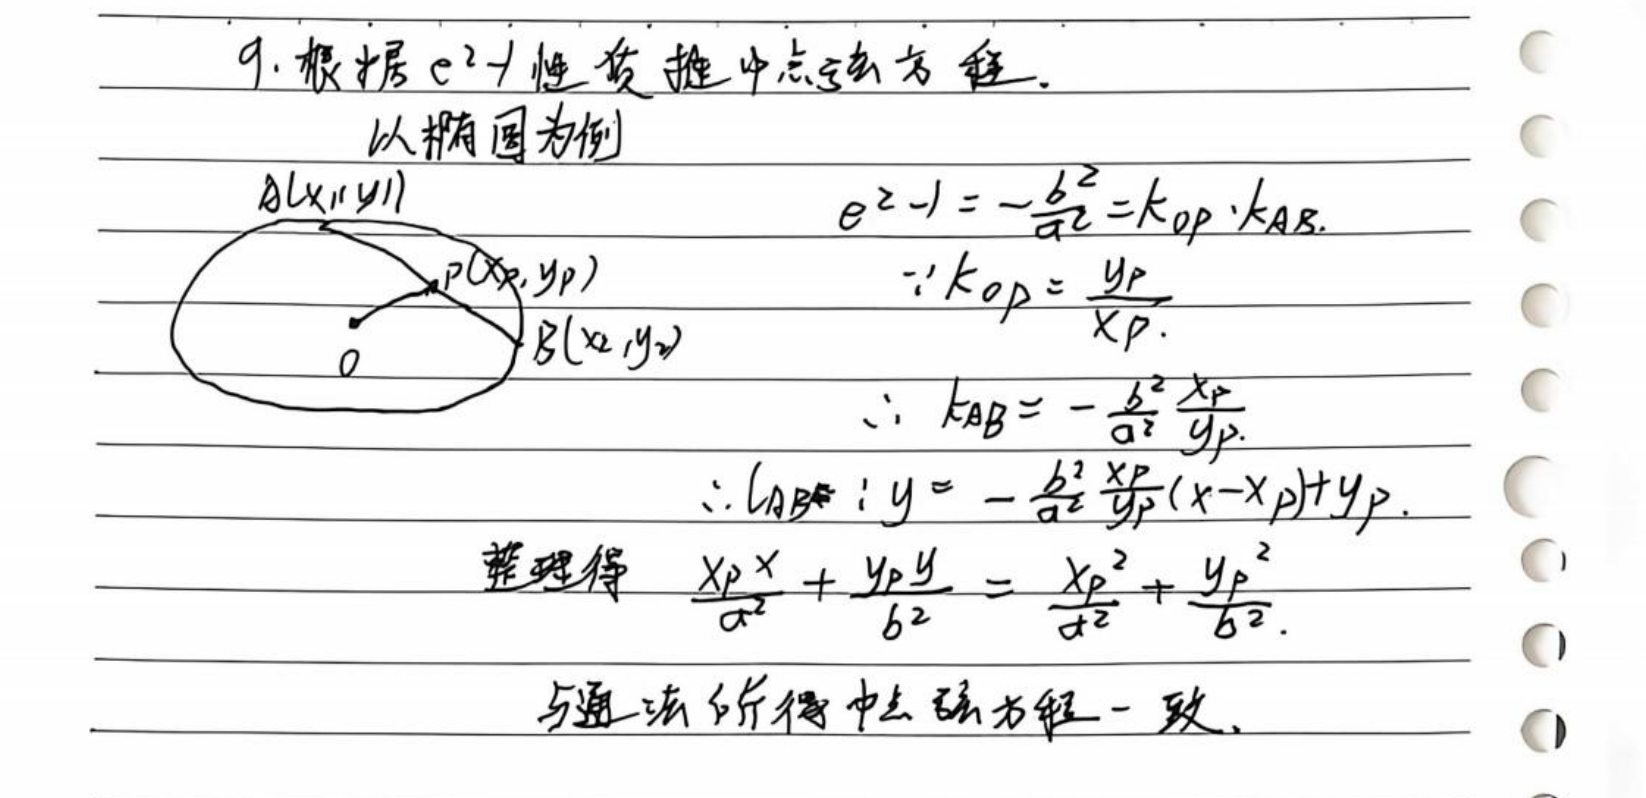 9.根据e²-1性质推中点弦方程.
以椭圆为例
A(x₁,y₁)
e²-1=-b²/a²=k_OP·k_AB.
P(x_P,y_P)
∵k_OP=y_P/x_P.
B(x₂,y₂)
O
∴ k_AB=-b²/a² x_P/y_P.
∴l_AB:y=-b²/a² x_P/y_P(x-x_P)+y_P.
整理得 x_P x/a²+y_P y/b²=x_P²/a²+y_P²/b².
与通法所得中点弦方程一致.